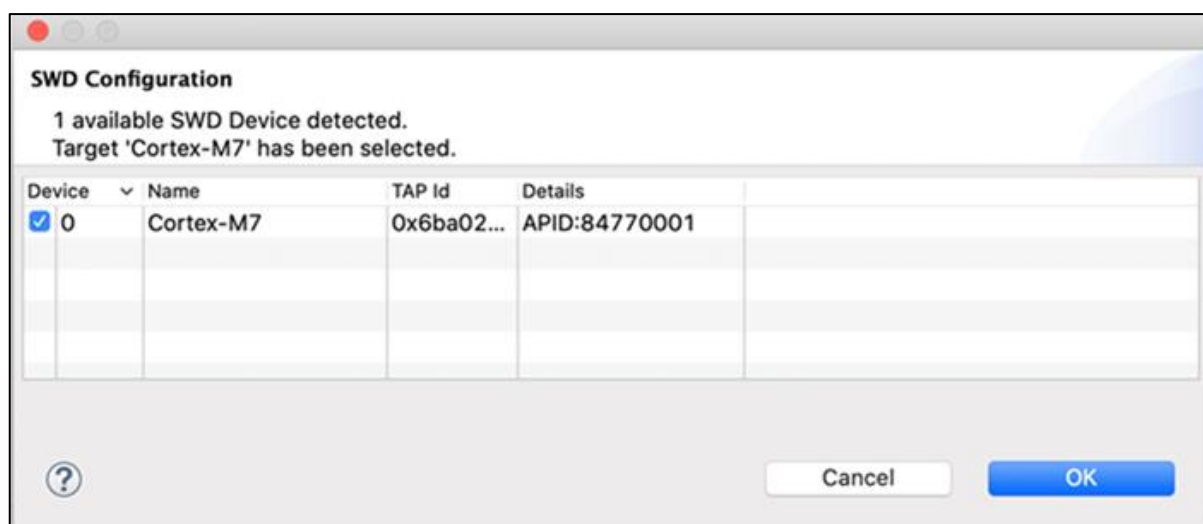 SWD Configuration
1 available SWD Device detected.
Target 'Cortex-M7' has been selected.
Device Name TAP Id Details
0 Cortex-M7 0x6ba02... APID:84770001
?
Cancel OK